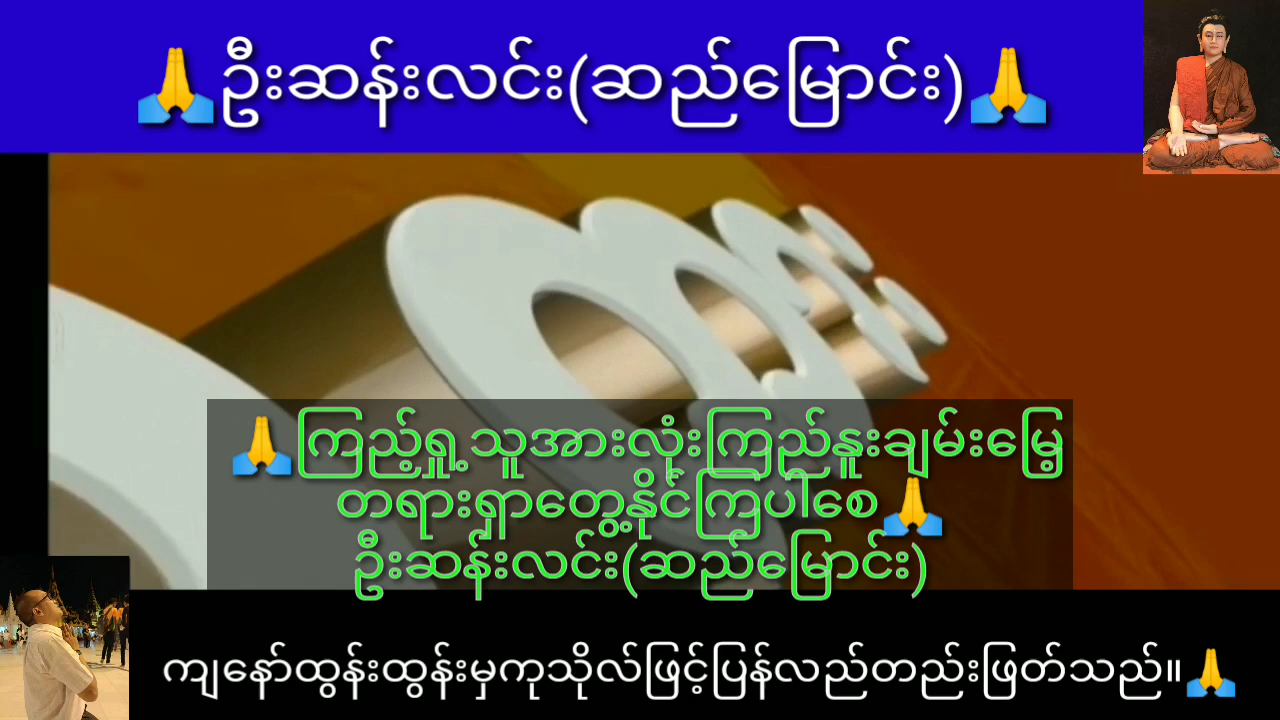 🙏ဦးဆန်းလင်း(ဆည်မြောင်း)🙏
🙏ကြည့်ရှု့သူအားလုံးကြည်နူးချမ်းမြွေ့
တရားရှာတွေ့နိုင်ကြပါစေ🙏
ဦးဆန်းလင်း(ဆည်မြောင်း)
ကျနော်ထွန်းထွန်းမှကုသိုလ်ဖြင့်ပြန်လည်တည်းဖြတ်သည်။🙏